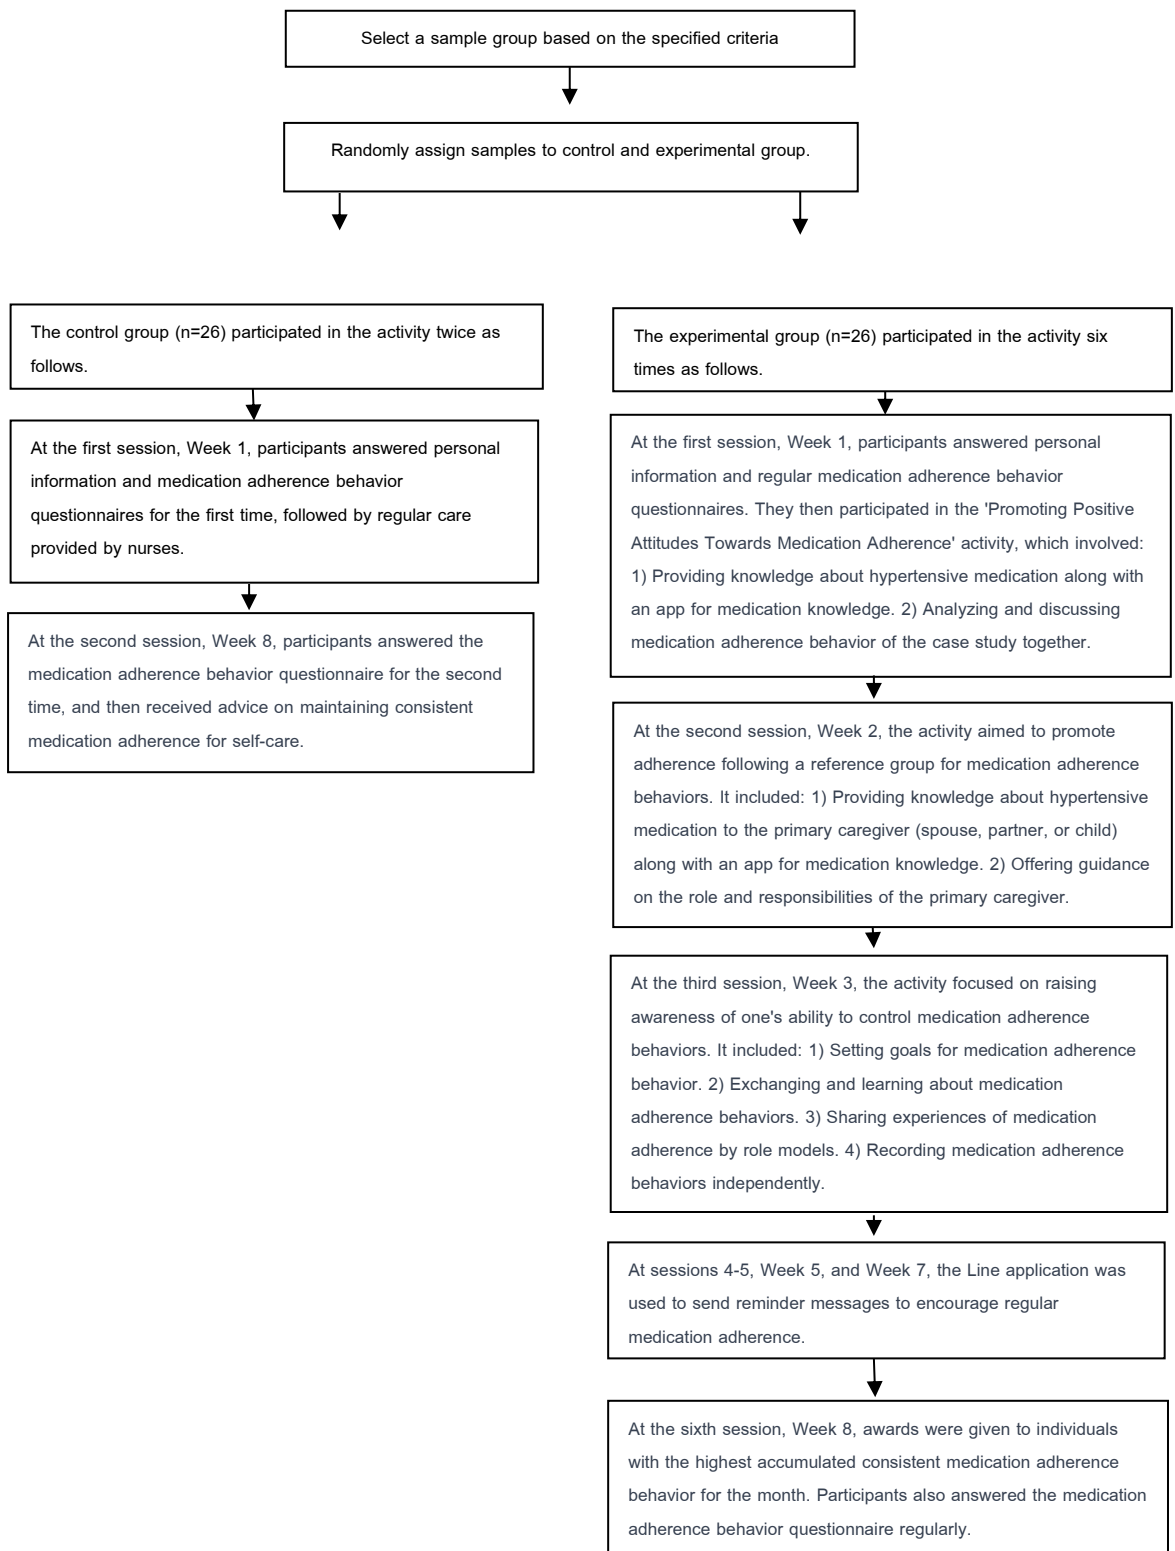 Select a sample group based on the specified criteria
Randomly assign samples to control and experimental group.
The control group (n=26) participated in the activity twice as
follows.
At the first session, Week 1, participants answered personal
information and medication adherence behavior
questionnaires for the first time, followed by regular care
provided by nurses.
At the second session, Week 8, participants answered the
medication adherence behavior questionnaire for the second
time, and then received advice on maintaining consistent
medication adherence for self-care.
The experimental group (n=26) participated in the activity six
times as follows.
At the first session, Week 1, participants answered personal
information and regular medication adherence behavior
questionnaires. They then participated in the 'Promoting Positive
Attitudes Towards Medication Adherence' activity, which involved:
1) Providing knowledge about hypertensive medication along with
an app for medication knowledge. 2) Analyzing and discussing
medication adherence behavior of the case study together.
At the second session, Week 2, the activity aimed to promote
adherence following a reference group for medication adherence
behaviors. It included: 1) Providing knowledge about hypertensive
medication to the primary caregiver (spouse, partner, or child)
along with an app for medication knowledge. 2) Offering guidance
on the role and responsibilities of the primary caregiver.
At the third session, Week 3, the activity focused on raising
awareness of one's ability to control medication adherence
behaviors. It included: 1) Setting goals for medication adherence
behavior. 2) Exchanging and learning about medication
adherence behaviors. 3) Sharing experiences of medication
adherence by role models. 4) Recording medication adherence
behaviors independently.
At sessions 4-5, Week 5, and Week 7, the Line application was
used to send reminder messages to encourage regular
medication adherence.
At the sixth session, Week 8, awards were given to individuals
with the highest accumulated consistent medication adherence
behavior for the month. Participants also answered the medication
adherence behavior questionnaire regularly.